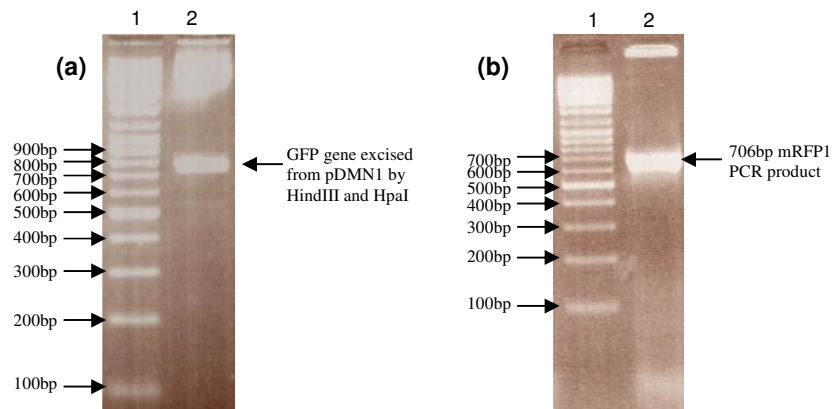 1 2
(a)
900bp
800bp
700bp
600bp
500bp
400bp
300bp
200bp
100bp
GFP gene excised
from pDMN1 by
HindIII and HpaI
1 2
(b)
700bp
600bp
500bp
400bp
300bp
200bp
100bp
706bp mRFP1
PCR product